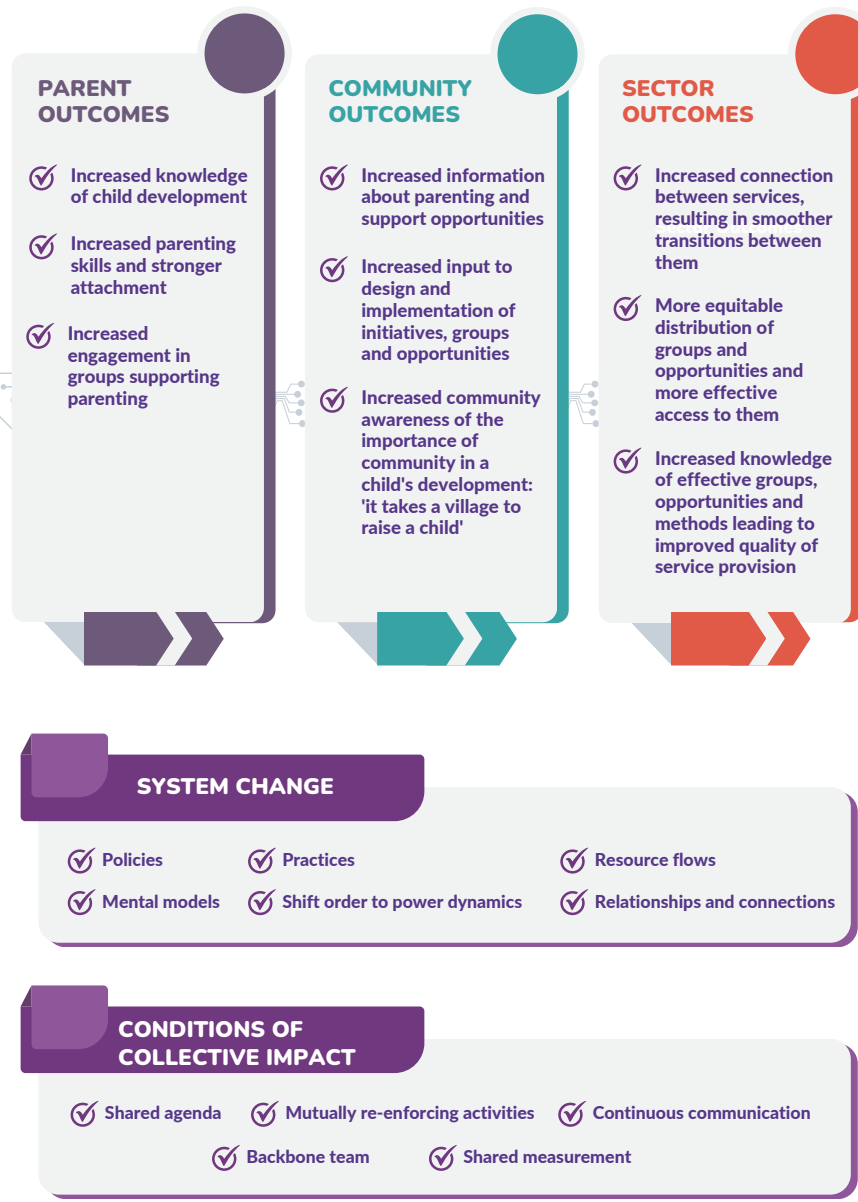 PARENT
OUTCOMES
Increased knowledge
of child development
Increased parenting
skills and stronger
attachment
Increased
engagement in
groups supporting
parenting
COMMUNITY
OUTCOMES
Increased information
about parenting and
support opportunities
Increased input to
design and
implementation of
initiatives, groups
and opportunities
Increased community
awareness of the
importance of
community in a
child's development:
'it takes a village to
raise a child'
SECTOR
OUTCOMES
Increased connection
between services,
resulting in smoother
transitions between
them
More equitable
distribution of
groups and
opportunities and
more effective
access to them
Increased knowledge
of effective groups,
opportunities and
methods leading to
improved quality of
service provision
SYSTEM CHANGE
Policies
Practices
Resource flows
Mental models
Shift order to power dynamics
Relationships and connections
CONDITIONS OF
COLLECTIVE IMPACT
Shared agenda
Mutually re-enforcing activities
Continuous communication
Backbone team
Shared measurement